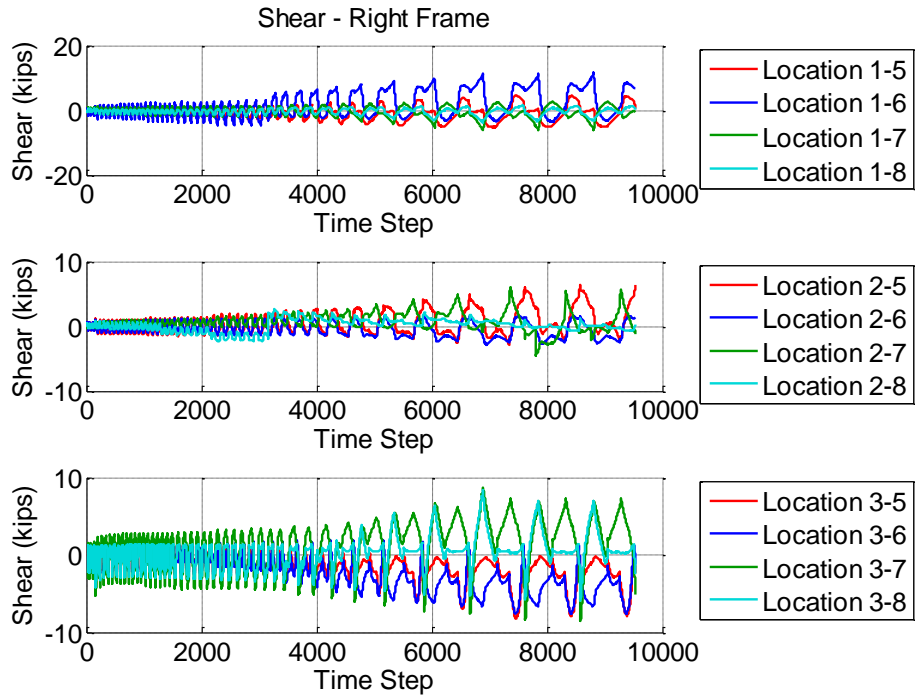 Shear - Right Frame
Shear (kips)
20
0
-20
0 2000 4000 6000 8000 10000
Time Step
Location 1-5
Location 1-6
Location 1-7
Location 1-8
Shear (kips)
10
0
-10
0 2000 4000 6000 8000 10000
Time Step
Location 2-5
Location 2-6
Location 2-7
Location 2-8
Shear (kips)
10
0
-10
0 2000 4000 6000 8000 10000
Time Step
Location 3-5
Location 3-6
Location 3-7
Location 3-8